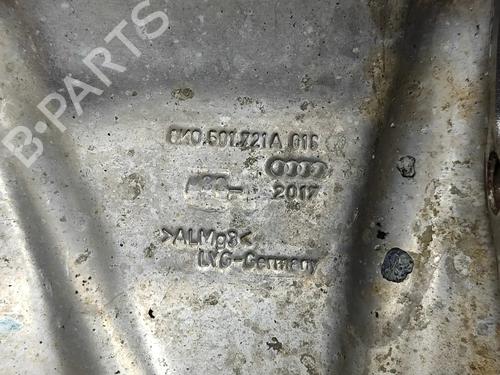 B-Parts
8K0.501.721A 016
2017
>ALMg3<
LYG-Germany